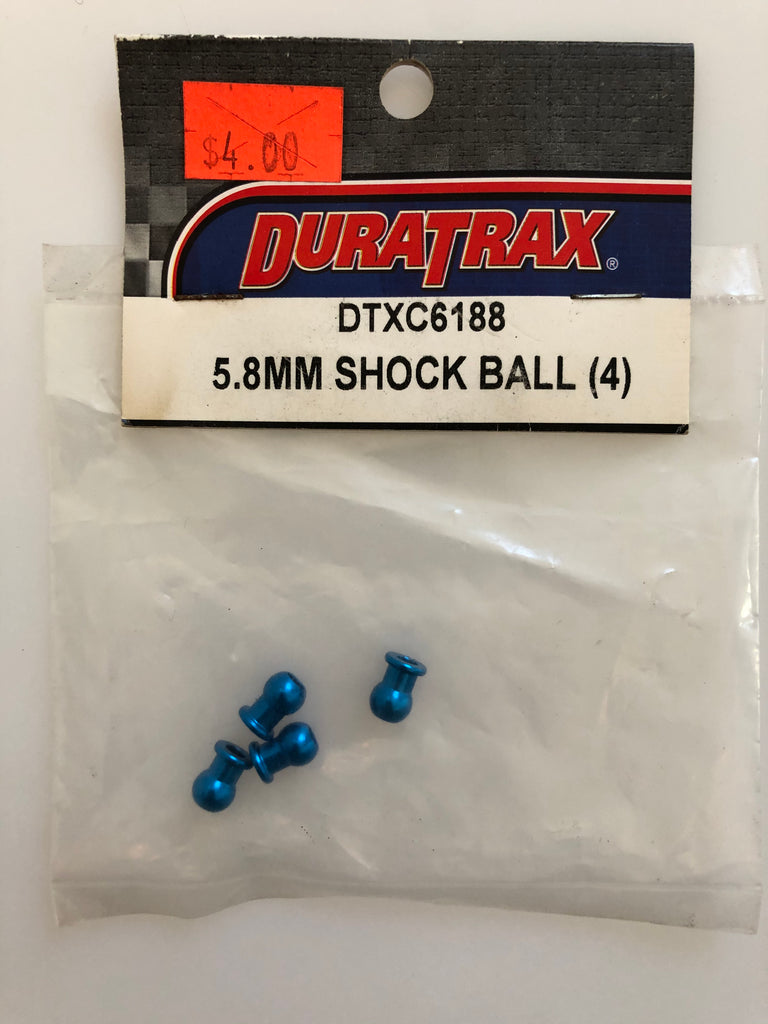 $4.00
DURATRAX®
DTXC6188
5.8MM SHOCK BALL (4)